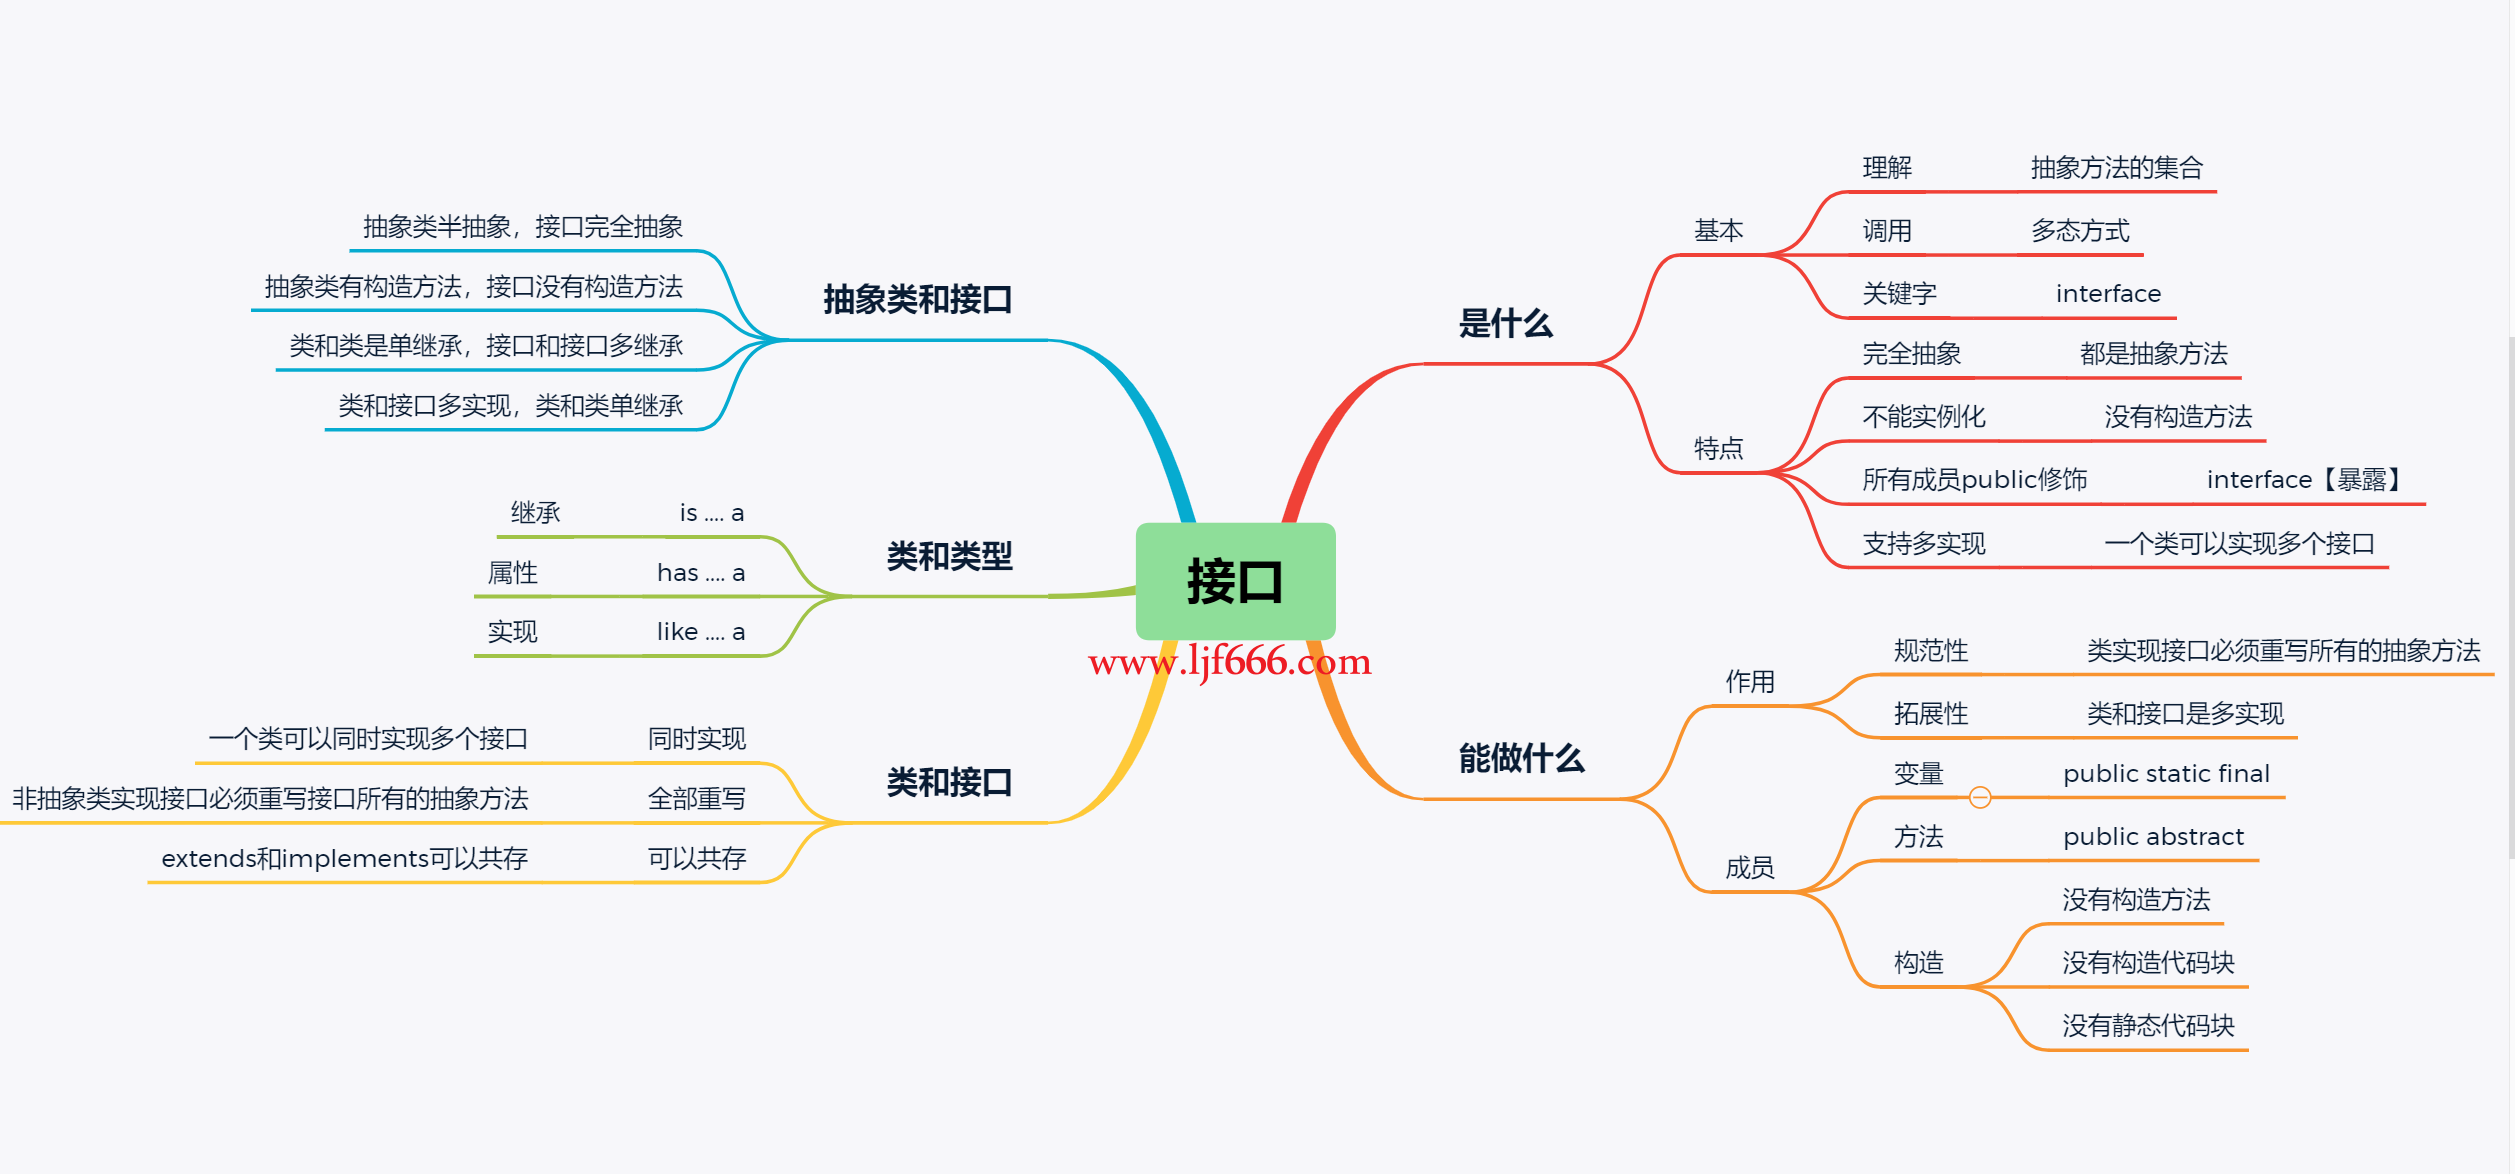 接口
www.ljf666.com
是什么
基本
理解
抽象方法的集合
调用
多态方式
关键字
interface
特点
完全抽象
都是抽象方法
不能实例化
没有构造方法
所有成员public修饰
interface【暴露】
支持多实现
一个类可以实现多个接口
能做什么
作用
规范性
类实现接口必须重写所有的抽象方法
拓展性
类和接口是多实现
成员
变量
public static final
方法
public abstract
构造
没有构造方法
没有构造代码块
没有静态代码块
抽象类和接口
抽象类半抽象，接口完全抽象
抽象类有构造方法，接口没有构造方法
类和类是单继承，接口和接口多继承
类和接口多实现，类和类单继承
类和类型
is .... a
继承
has .... a
属性
like .... a
实现
类和接口
同时实现
一个类可以同时实现多个接口
全部重写
非抽象类实现接口必须重写接口所有的抽象方法
可以共存
extends和implements可以共存